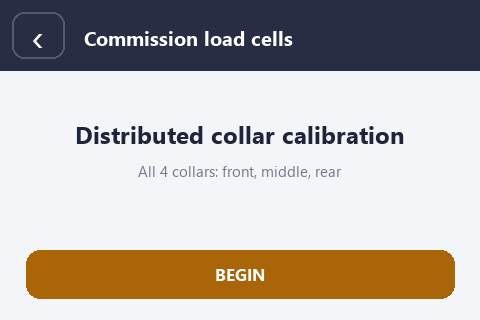 ‹ Commission load cells
Distributed collar calibration
All 4 collars: front, middle, rear
BEGIN